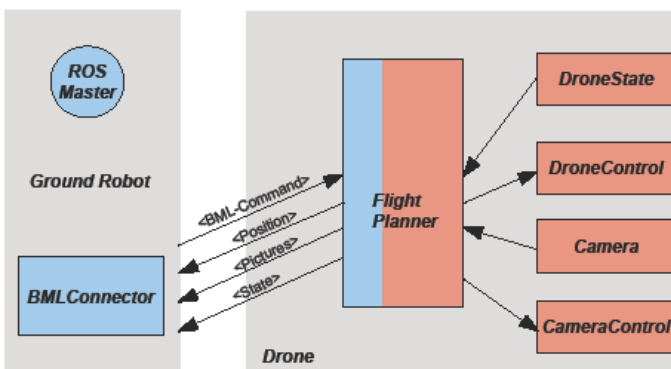 ROS
Master
Ground Robot
BMLConnector
<BML-Command>
<Position>
<Pictures>
<State>
Flight
Planner
Drone
DroneState
DroneControl
Camera
CameraControl